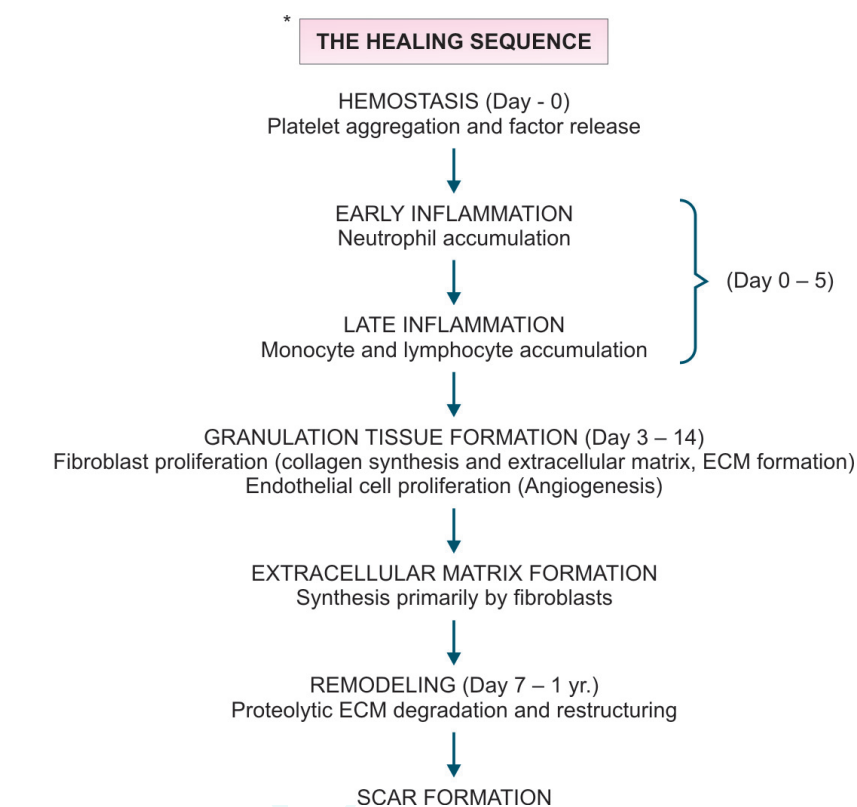 *
THE HEALING SEQUENCE
HEMOSTASIS (Day - 0)
Platelet aggregation and factor release
EARLY INFLAMMATION
Neutrophil accumulation
(Day 0 – 5)
LATE INFLAMMATION
Monocyte and lymphocyte accumulation
GRANULATION TISSUE FORMATION (Day 3 – 14)
Fibroblast proliferation (collagen synthesis and extracellular matrix, ECM formation)
Endothelial cell proliferation (Angiogenesis)
EXTRACELLULAR MATRIX FORMATION
Synthesis primarily by fibroblasts
REMODELING (Day 7 – 1 yr.)
Proteolytic ECM degradation and restructuring
SCAR FORMATION